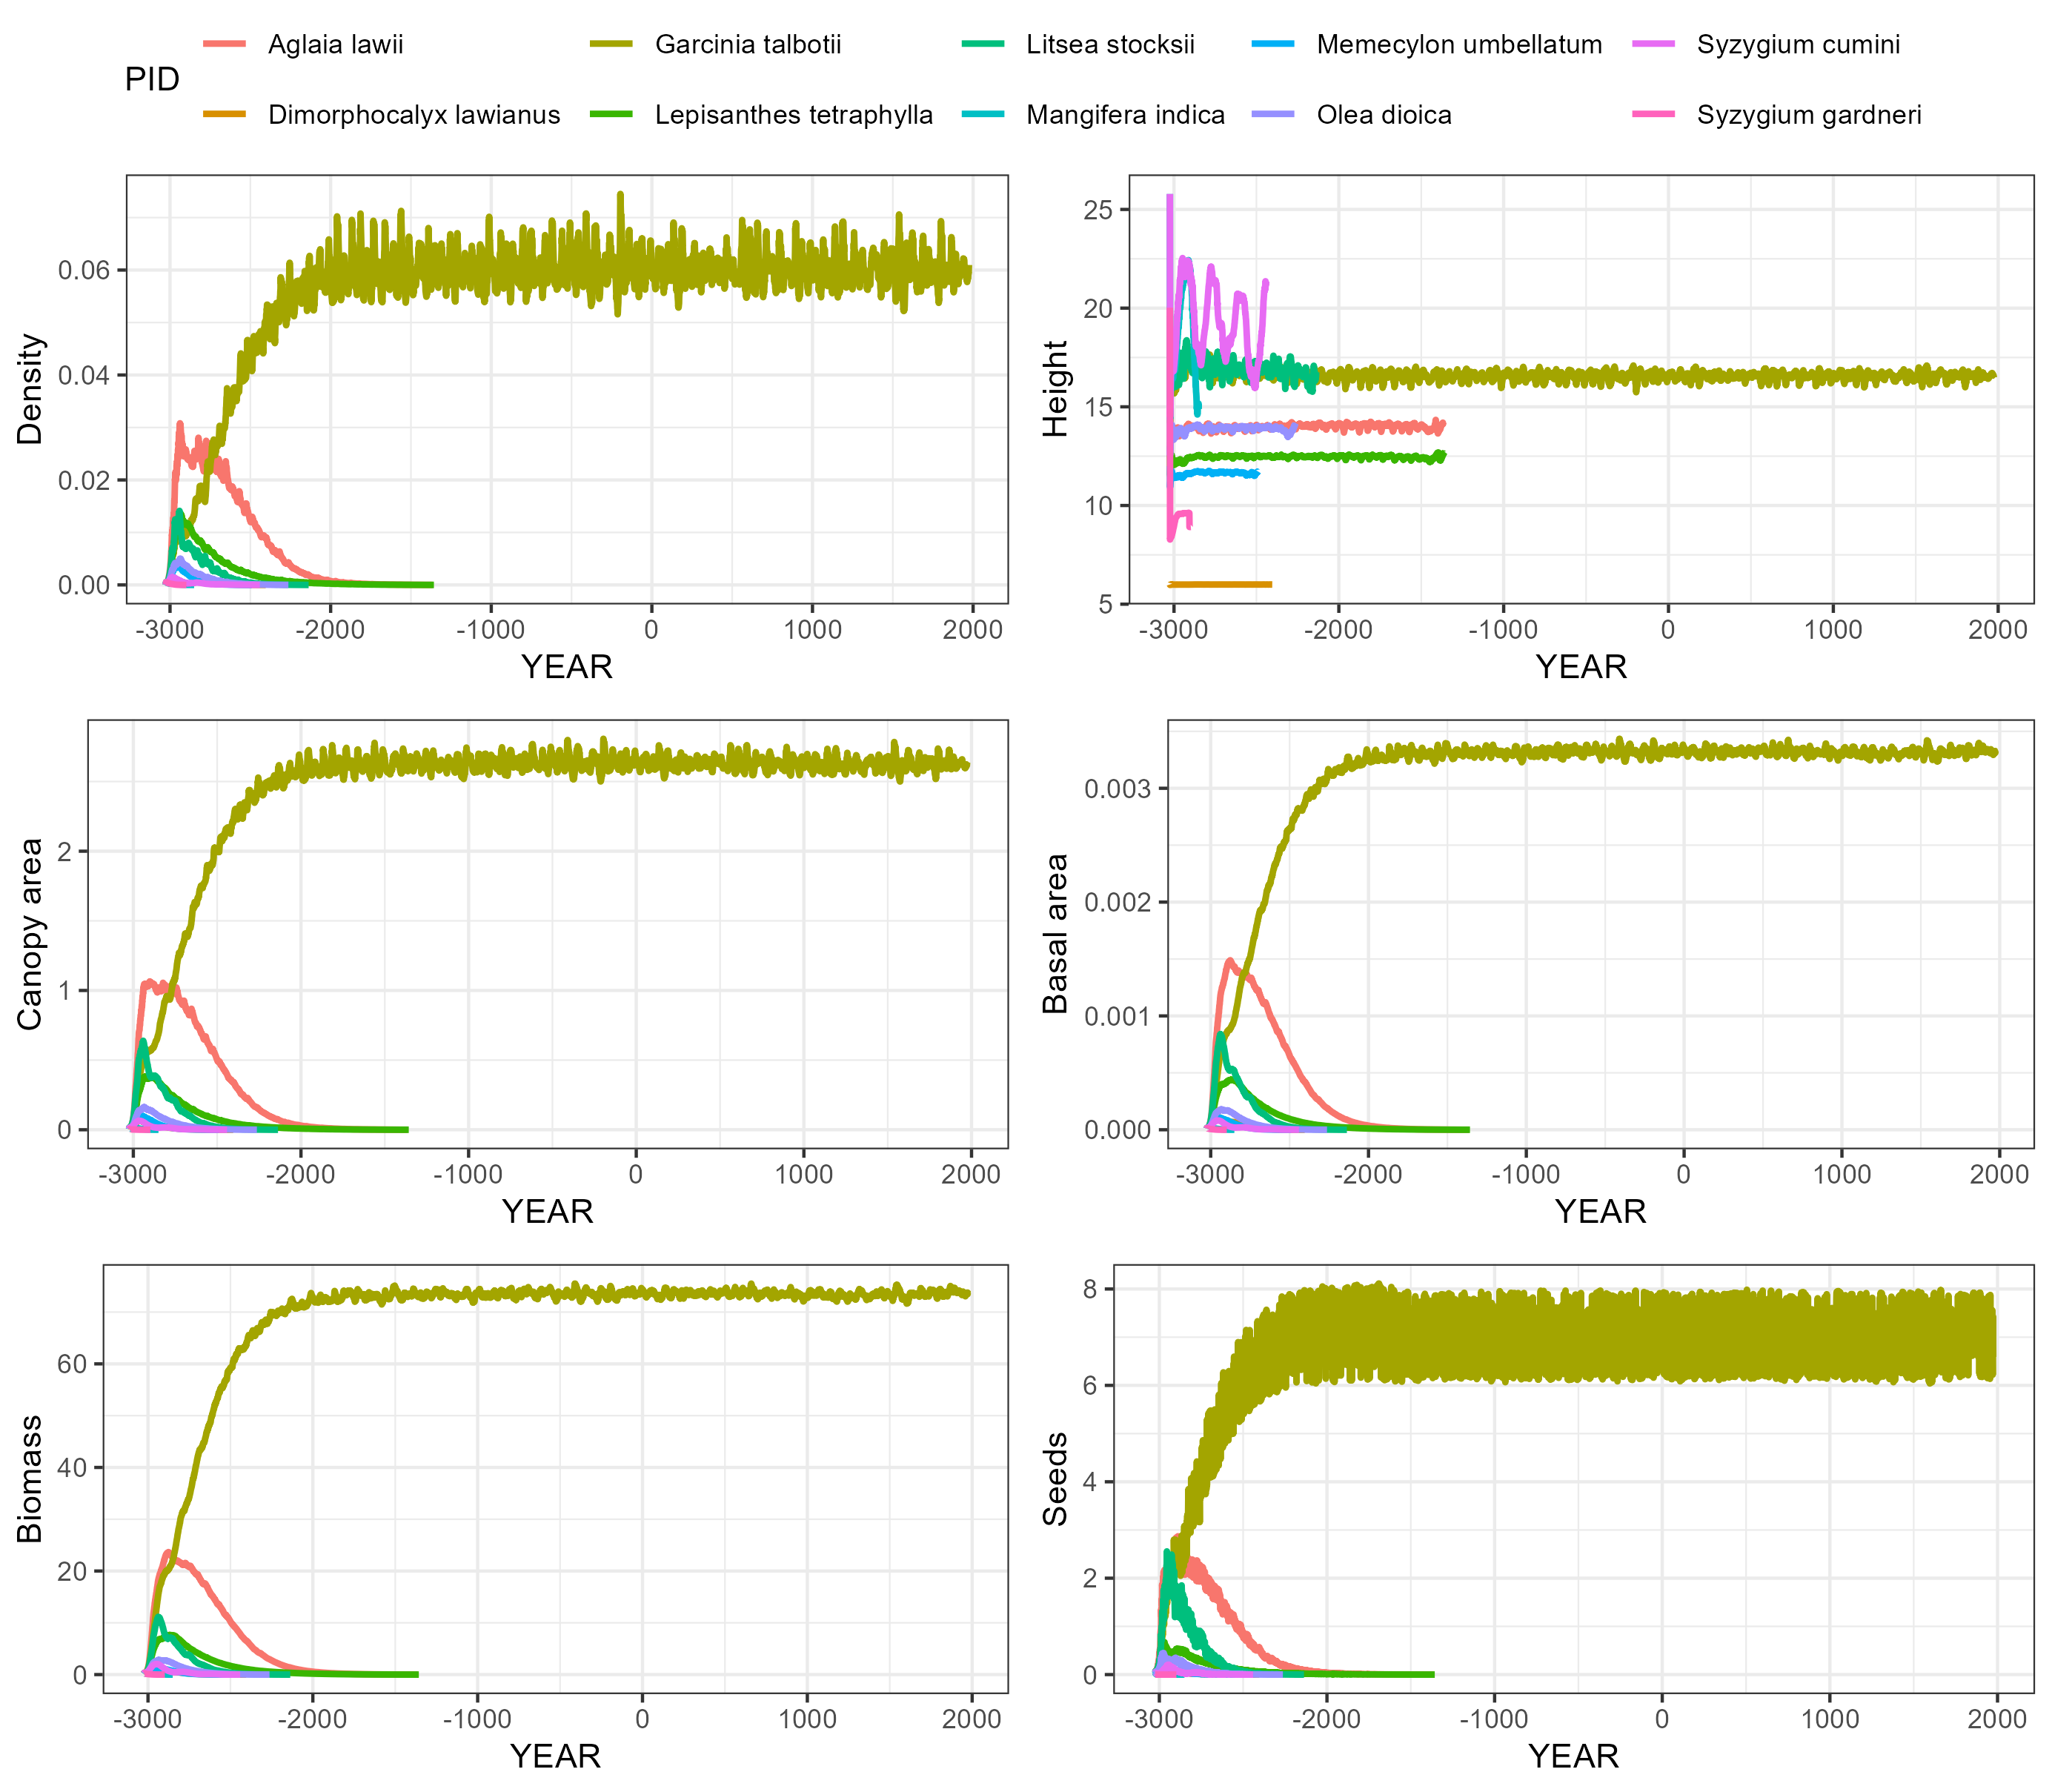 PID
Aglaia lawii Garcinia talbotii Litsea stocksii Memecylon umbellatum Syzygium cumini
Dimorphocalyx lawianus Lepisanthes tetraphylla Mangifera indica Olea dioica Syzygium gardneri
Density
0.06
0.04
0.02
0.00
-3000 -2000 -1000 0 1000 2000
YEAR
Height
25
20
15
10
5
-3000 -2000 -1000 0 1000 2000
YEAR
Canopy area
2
1
0
-3000 -2000 -1000 0 1000 2000
YEAR
Basal area
0.003
0.002
0.001
0.000
-3000 -2000 -1000 0 1000 2000
YEAR
Biomass
60
40
20
0
-3000 -2000 -1000 0 1000 2000
YEAR
Seeds
8
6
4
2
0
-3000 -2000 -1000 0 1000 2000
YEAR